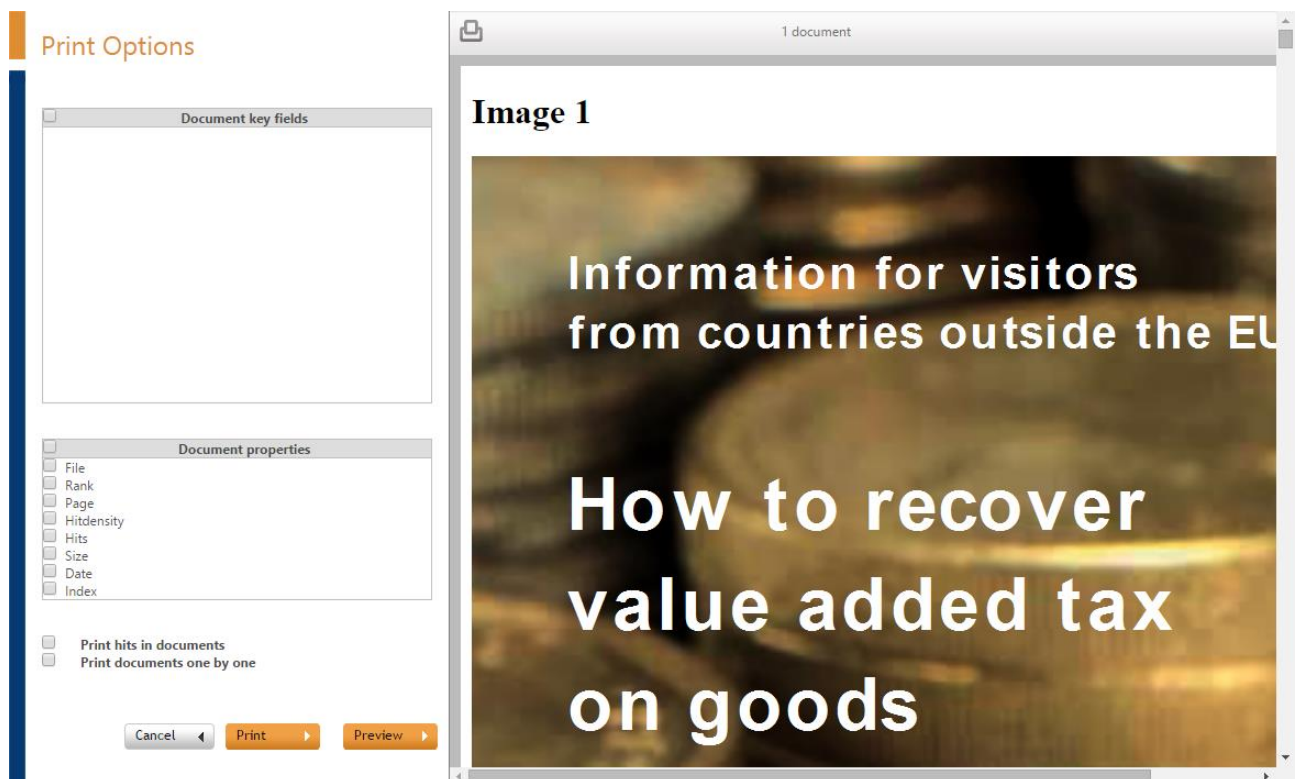 Print Options
Document key fields
Document properties
File
Rank
Page
Hitdensity
Hits
Size
Date
Index
Print hits in documents
Print documents one by one
Cancel
Print
Preview
1 document
Image 1
Information for visitors
from countries outside the EU
How to recover
value added tax
on goods